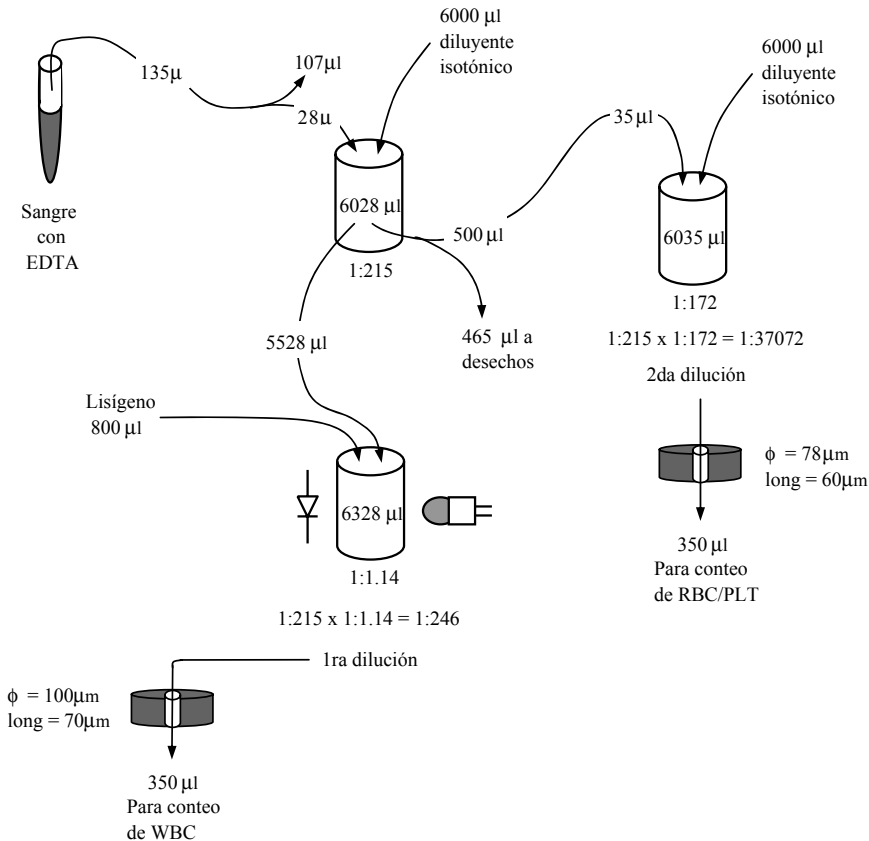 6000 µl
diluyente
isotónico
6000 µl
diluyente
isotónico
107µl
135µ
28µ
35µl
Sangre
con
EDTA
6028 µl
500µl
6035 µl
1:215
1:172
465 µl a
desechos
1:215 x 1:172 = 1:37072
2da dilución
5528 µl
Lisígeno
800 µl
ϕ = 78µm
long = 60µm
6328 µl
350 µl
Para conteo
de RBC/PLT
1:1.14
1:215 x 1:1.14 = 1:246
1ra dilución
ϕ = 100µm
long = 70µm
350 µl
Para conteo
de WBC